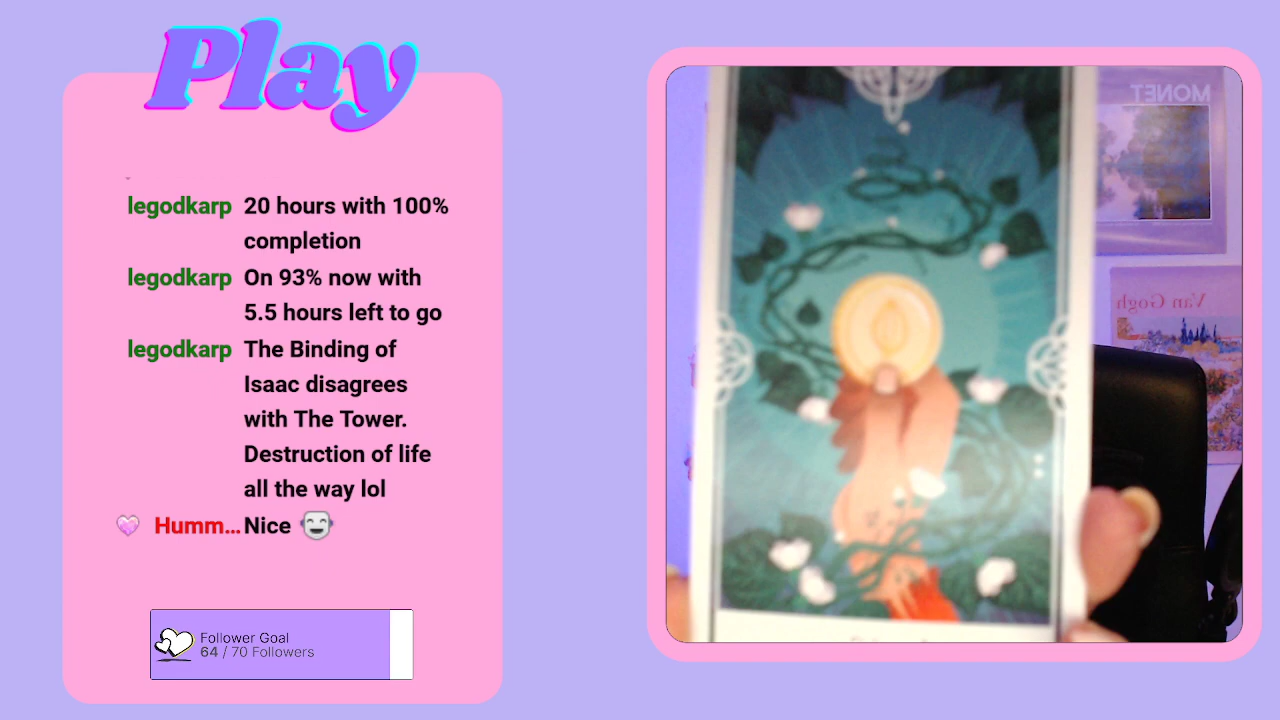 Play
legodkarp 20 hours with 100%
completion
legodkarp On 93% now with
5.5 hours left to go
legodkarp The Binding of
Isaac disagrees
with The Tower.
Destruction of life
all the way lol
Humm… Nice
Follower Goal
64 / 70 Followers
MONET
Van Gogh